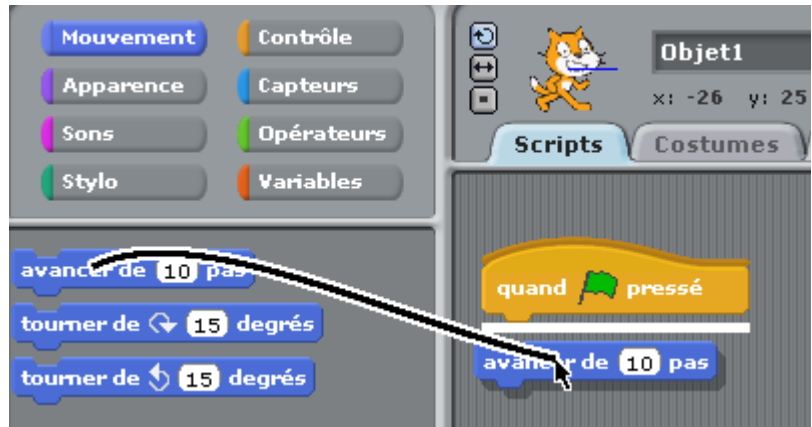 Mouvement Contrôle
Apparence Capteurs
Sons Opérateurs
Stylo Variables
Objet1
x: -26 y: 25
Scripts Costumes
avancer de 10 pas
tourner de 15 degrés
tourner de 15 degrés
quand pressé
avancer de 10 pas